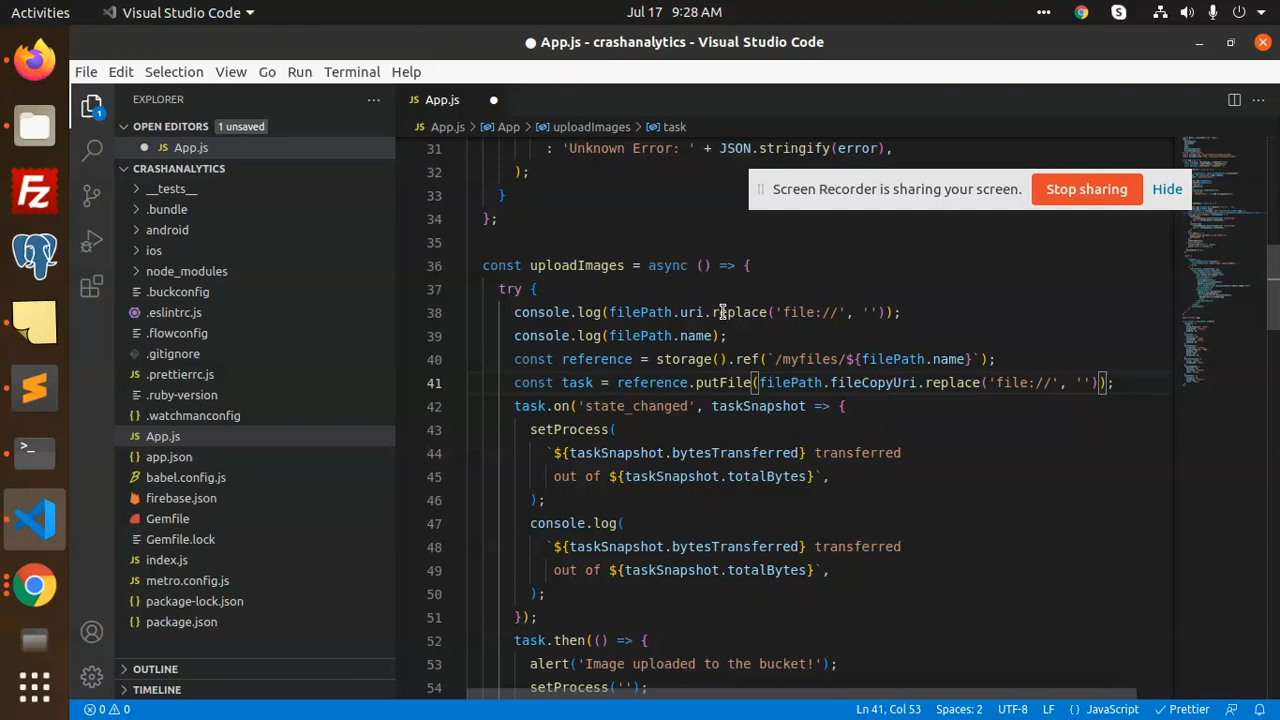 Activities
Visual Studio Code
Jul 17 9:28 AM
App.js - crashanalytics - Visual Studio Code
File Edit Selection View Go Run Terminal Help
EXPLORER
App.js
App.js > App > uploadImages > task
OPEN EDITORS 1 unsaved
App.js
CRASHANALYTICS
__tests__
.bundle
android
ios
node_modules
.buckconfig
.eslintrc.js
.flowconfig
.gitignore
.prettierrc.js
.ruby-version
.watchmanconfig
App.js
app.json
babel.config.js
firebase.json
Gemfile
Gemfile.lock
index.js
metro.config.js
package-lock.json
package.json
OUTLINE
TIMELINE
1
31 : 'Unknown Error: ' + JSON.stringify(error),
32 );
33 }
34 };
35
36 const uploadImages = async () => {
37 try {
38 console.log(filePath.uri.replace('file://', ''));
39 console.log(filePath.name);
40 const reference = storage().ref(`/myfiles/${filePath.name}`);
41 const task = reference.putFile(filePath.fileCopyUri.replace('file://', ''));
42 task.on('state_changed', taskSnapshot => {
43 setProcess(
44 `${taskSnapshot.bytesTransferred} transferred
45 out of ${taskSnapshot.totalBytes}`,
46 );
47 console.log(
48 `${taskSnapshot.bytesTransferred} transferred
49 out of ${taskSnapshot.totalBytes}`,
50 );
51 });
52 task.then(() => {
53 alert('Image uploaded to the bucket!');
54 setProcess('');
Screen Recorder is sharing your screen. Stop sharing Hide
0 0
Ln 41, Col 53 Spaces: 2 UTF-8 LF {} JavaScript Prettier